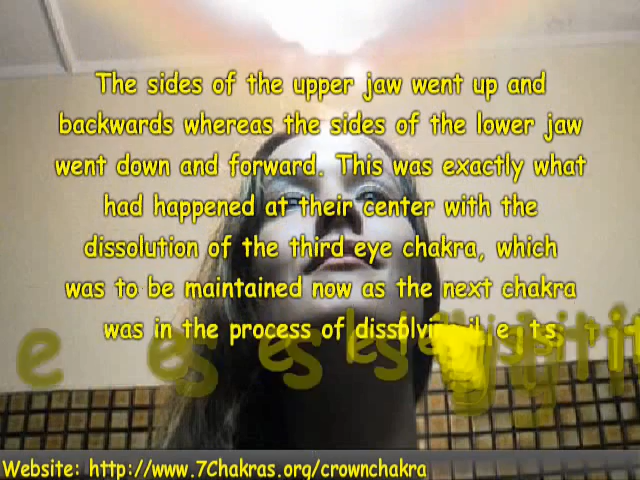 The sides of the upper jaw went up and
backwards whereas the sides of the lower jaw
went down and forward. This was exactly what
had happened at their center with the
dissolution of the third eye chakra, which
was to be maintained now as the next chakra
was in the process of dissolving
Website: http://www.7Chakras.org/crownchakra